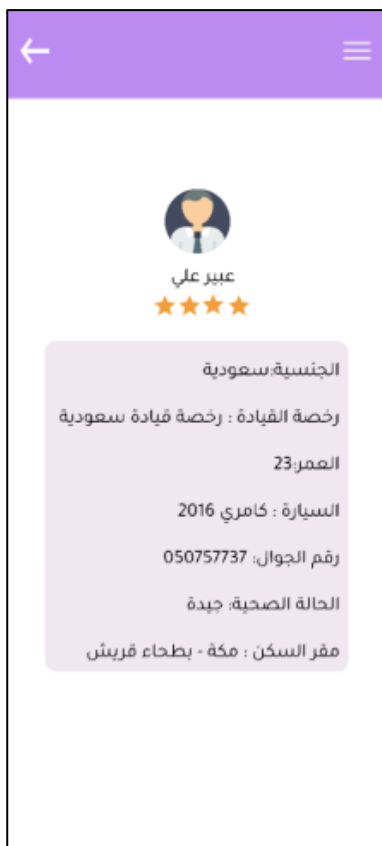 عبير علي
الجنسية:سعودية
رخصة القيادة : رخصة قيادة سعودية
العمر:23
السيارة : كامري 2016
رقم الجوال: 050757737
الحالة الصحية: جيدة
مقر السكن : مكة - بطحاء قريش